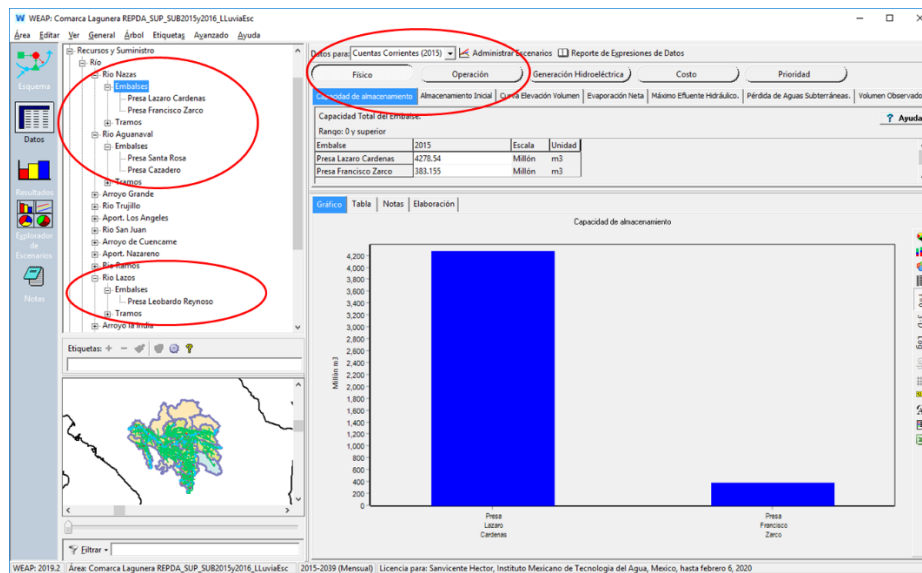 WEAP: Comarca Lagunera REPDA_SUP_SUB2015y2016_LLuviaEsc
Área Editar Ver General Árbol Etiquetas Avanzado Ayuda
Esquema
Datos
Resultados
Explorador de Escenarios
Notas
Recursos y Suministro
Río
Rio Nazas
Embalses
Presa Lazaro Cardenas
Presa Francisco Zarco
Tramos
Rio Aguanaval
Embalses
Presa Santa Rosa
Presa Cazadero
Tramos
Arroyo Grande
Rio Trujillo
Aport. Los Angeles
Rio San Juan
Arroyo de Cuencame
Aport. Nazareno
Rio Ramos
Rio Lazos
Embalses
Presa Leobardo Reynoso
Tramos
Arroyo la India
Etiquetas:
Filtrar
Datos para: Cuentas Corrientes (2015) Administrar Escenarios Reporte de Expresiones de Datos
Físico Operación Generación Hidroeléctrica Costo Prioridad
Capacidad de almacenamiento Almacenamiento Inicial Curva Elevación Volumen Evaporación Neta Máximo Efluente Hidráulico. Pérdida de Aguas Subterráneas. Volumen Observado
Capacidad Total del Embalse.
Rango: 0 y superior
? Ayuda
Embalse 2015 Escala Unidad
Presa Lazaro Cardenas 4278.54 Millón m3
Presa Francisco Zarco 383.155 Millón m3
Gráfico Tabla Notas Elaboración
Capacidad de almacenamiento
Millón m3
4,200
4,000
3,800
3,600
3,400
3,200
3,000
2,800
2,600
2,400
2,200
2,000
1,800
1,600
1,400
1,200
1,000
800
600
400
200
0
Presa Lazaro Cardenas
Presa Francisco Zarco
WEAP: 2019.2 Área: Comarca Lagunera REPDA_SUP_SUB2015y2016_LLuviaEsc 2015-2039 (Mensual) Licencia para: Sanvicente Hector, Instituto Mexicano de Tecnologia del Agua, Mexico, hasta febrero 6, 2020